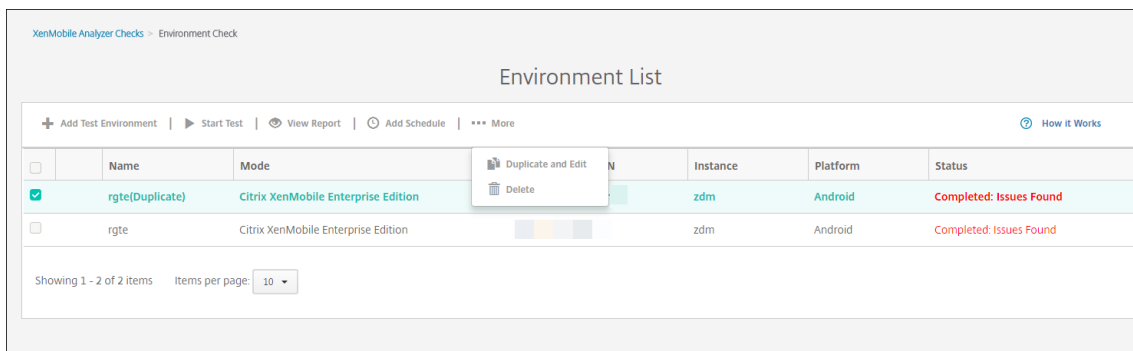 XenMobile Analyzer Checks > Environment Check
Environment List
Add Test Environment | Start Test | View Report | Add Schedule | ••• More How it Works
Duplicate and Edit
Delete
Name Mode N Instance Platform Status
rgte(Duplicate) Citrix XenMobile Enterprise Edition zdm Android Completed: Issues Found
rgte Citrix XenMobile Enterprise Edition zdm Android Completed: Issues Found
Showing 1 - 2 of 2 items Items per page: 10